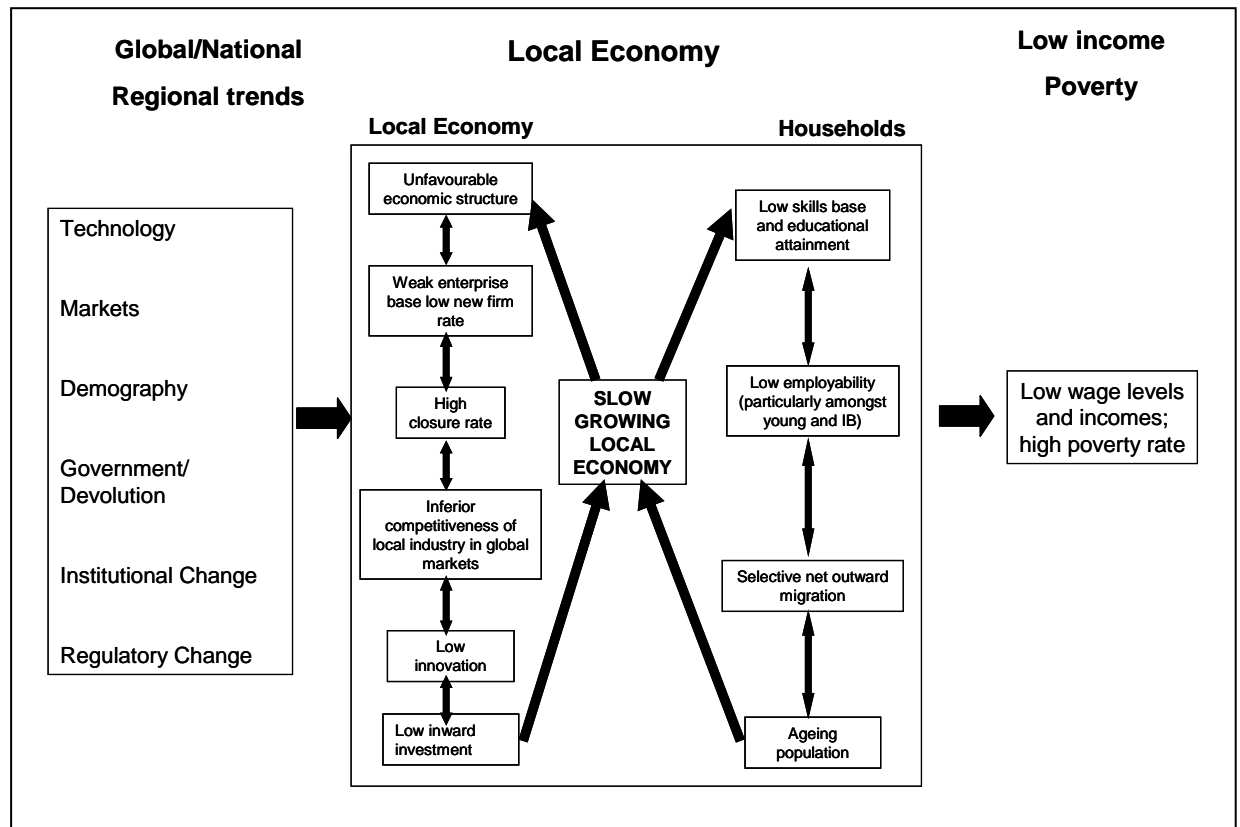 Global/National
Regional trends
Local Economy
Low income
Poverty
Local Economy
Households
Technology
Markets
Demography
Government/
Devolution
Institutional Change
Regulatory Change
Unfavourable
economic structure
Weak enterprise
base low new firm
rate
High
closure rate
Inferior
competitiveness of
local industry in global
markets
Low
innovation
Low inward
investment
SLOW
GROWING
LOCAL
ECONOMY
Low skills base
and educational
attainment
Low employability
(particularly amongst
young and IB)
Selective net outward
migration
Ageing
population
Low wage levels
and incomes;
high poverty rate